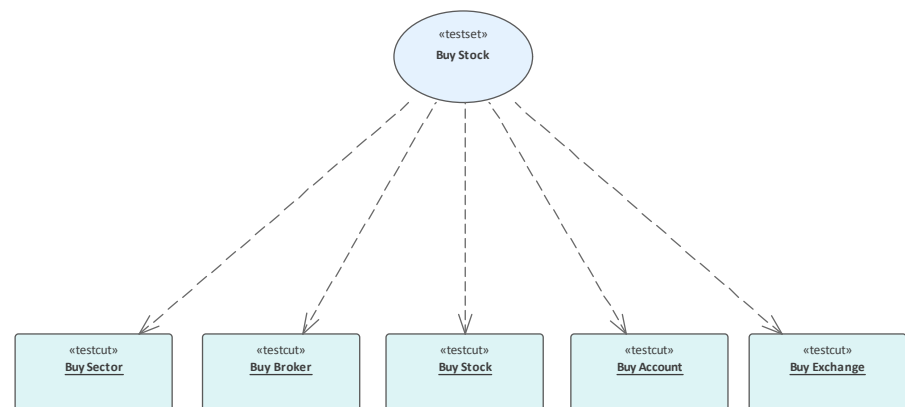 «testset»
Buy Stock
«testcut»
Buy Sector
«testcut»
Buy Broker
«testcut»
Buy Stock
«testcut»
Buy Account
«testcut»
Buy Exchange